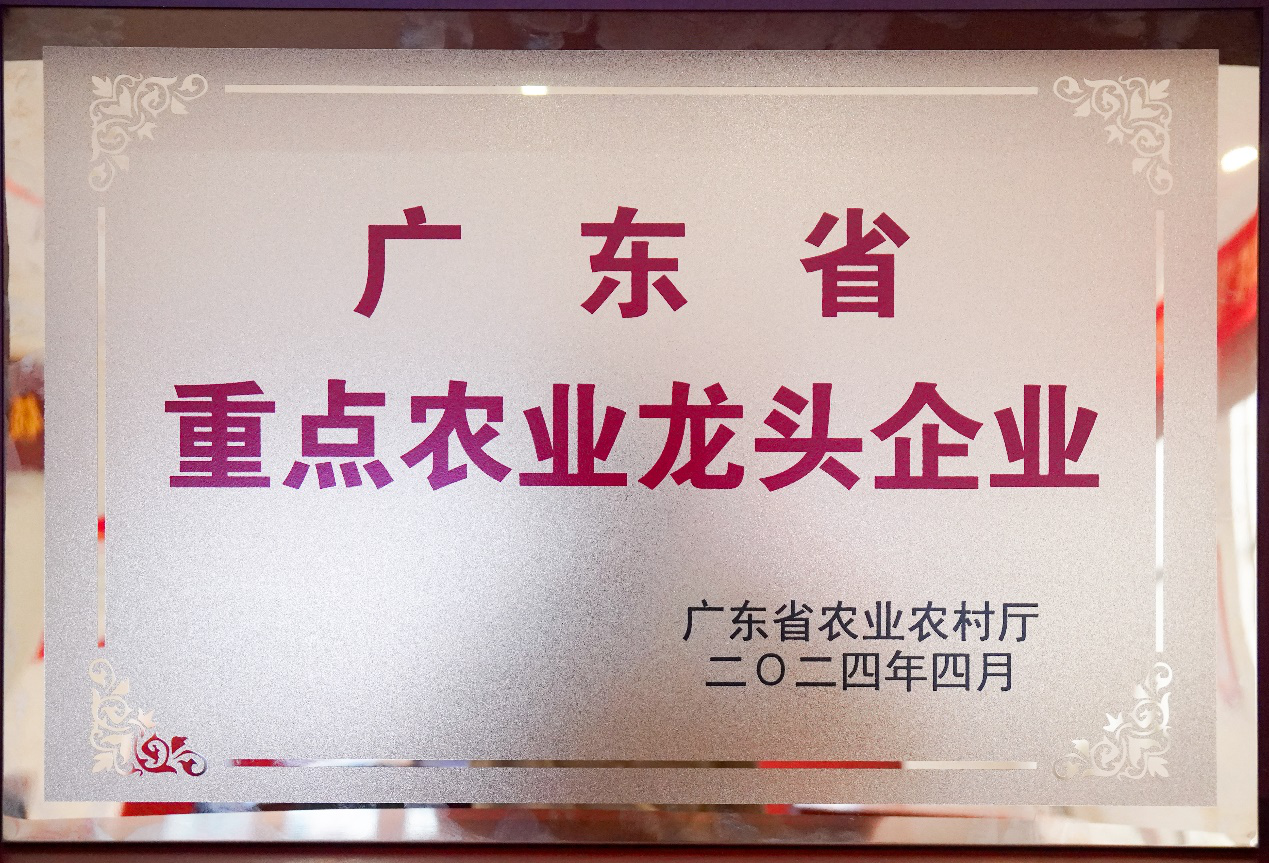 广东省
重点农业龙头企业
广东省农业农村厅
二〇二四年四月